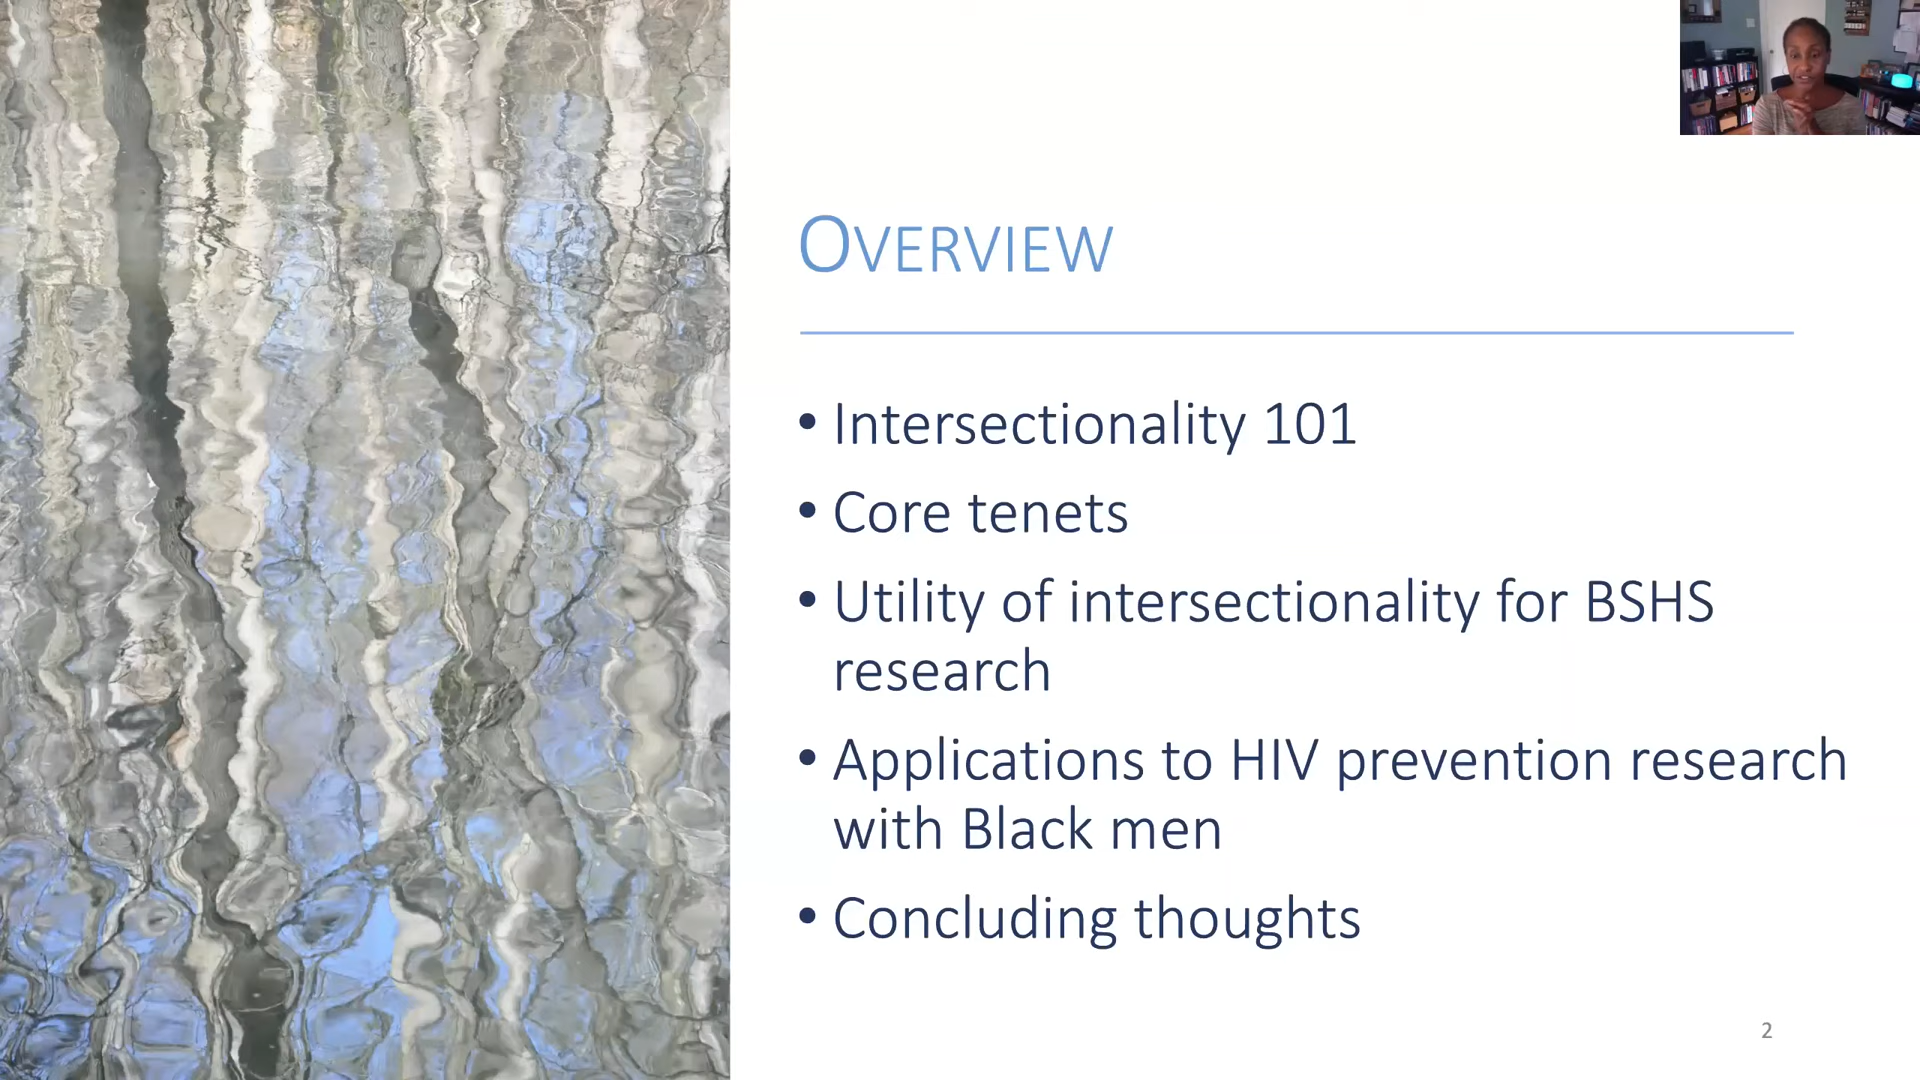 OVERVIEW
• Intersectionality 101
• Core tenets
• Utility of intersectionality for BSHS
research
• Applications to HIV prevention research
with Black men
• Concluding thoughts
2